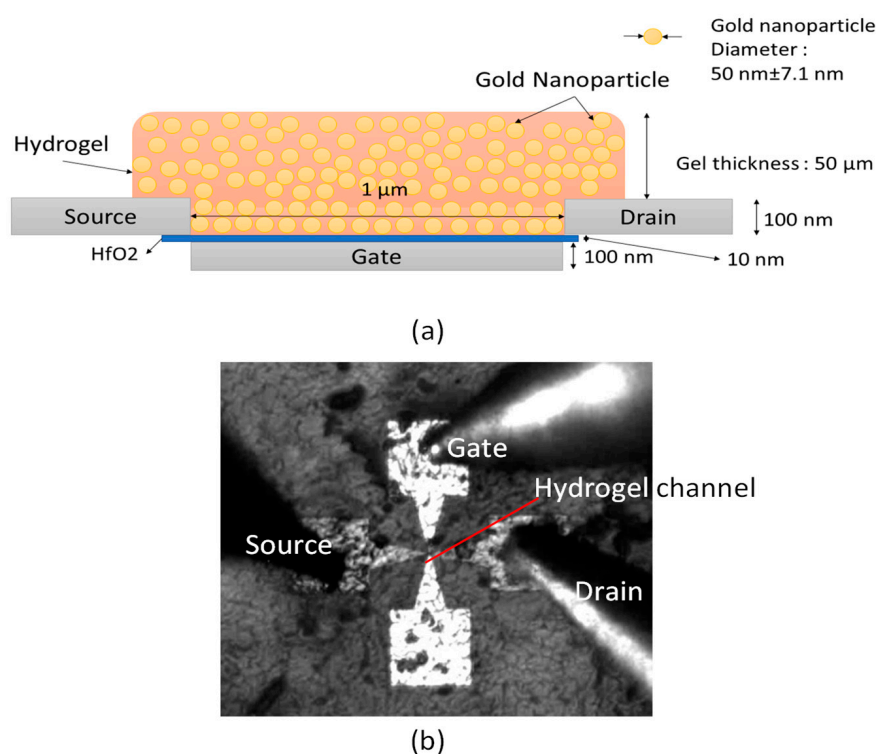 Gold nanoparticle
Diameter :
50 nm±7.1 nm
Gold Nanoparticle
Hydrogel
1 µm
Gel thickness : 50 µm
Source
Drain
100 nm
HfO2
Gate
100 nm
10 nm
(a)
Gate
Hydrogel channel
Source
Drain
(b)